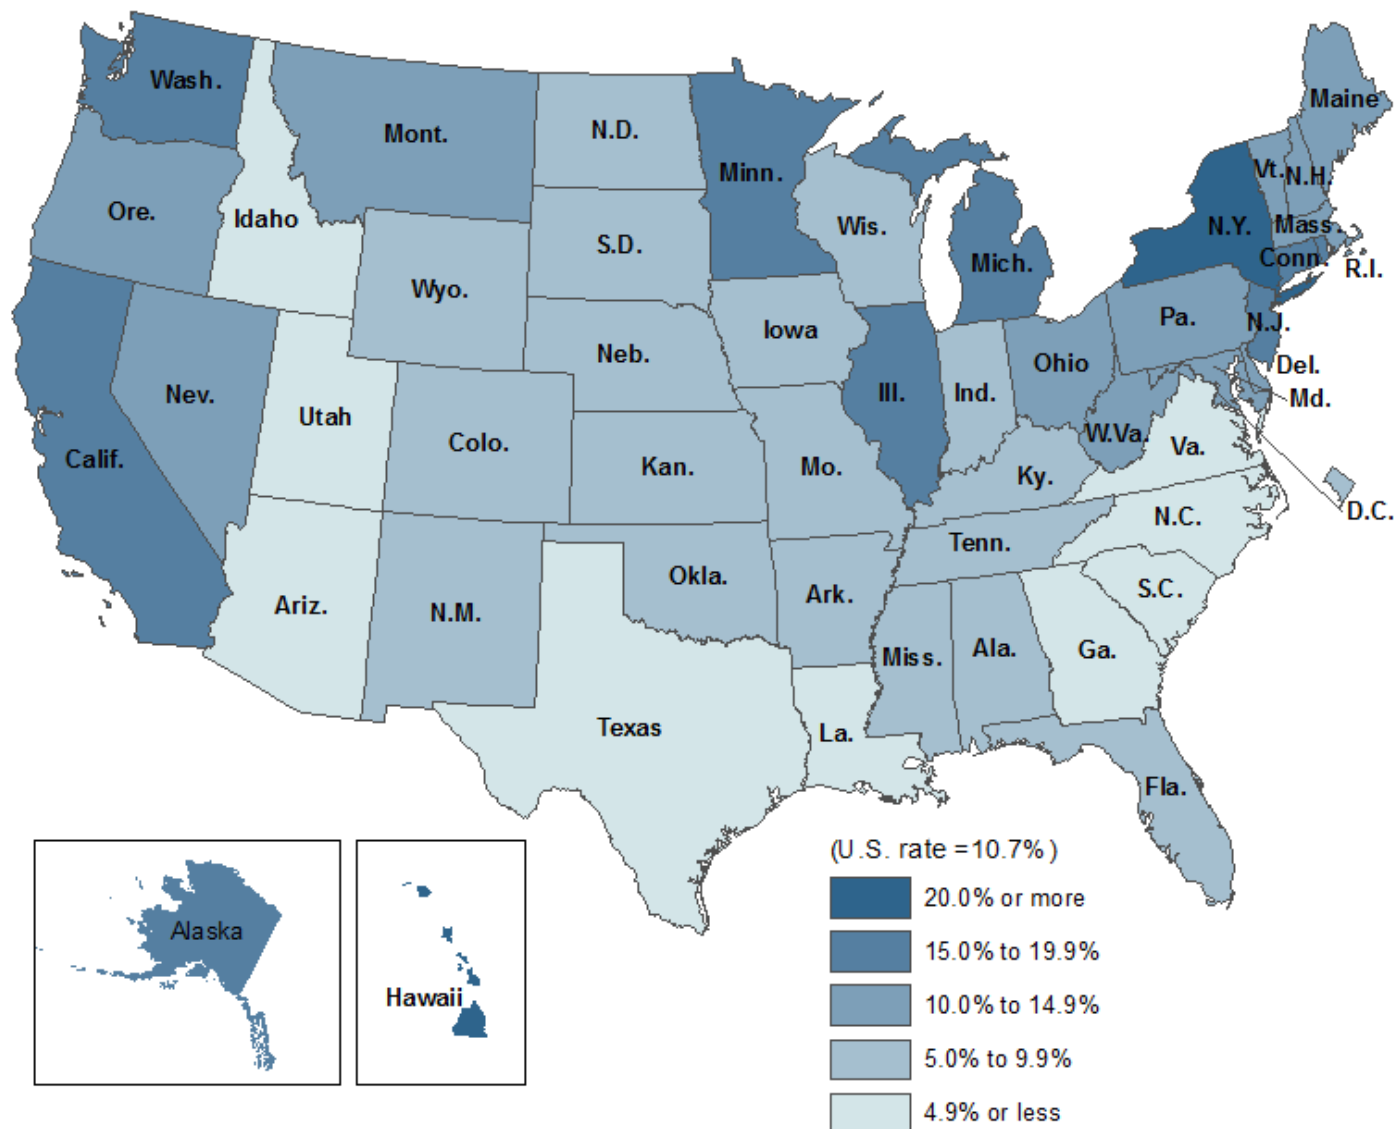 Wash.
Mont.
N.D.
Minn.
Maine
Vt.
N.H.
Ore.
Idaho
S.D.
Wis.
Mich.
N.Y.
Mass.
Conn.
R.I.
Wyo.
Iowa
Pa.
N.J.
Neb.
Ohio
Del.
Nev.
Utah
Ill.
Ind.
Md.
Calif.
Colo.
Kan.
Mo.
W.Va.
Va.
Ky.
D.C.
N.C.
Tenn.
Ariz.
N.M.
Okla.
Ark.
S.C.
Miss.
Ala.
Ga.
Texas
La.
Fla.
Alaska
Hawaii
(U.S. rate =10.7%)
20.0% or more
15.0% to 19.9%
10.0% to 14.9%
5.0% to 9.9%
4.9% or less